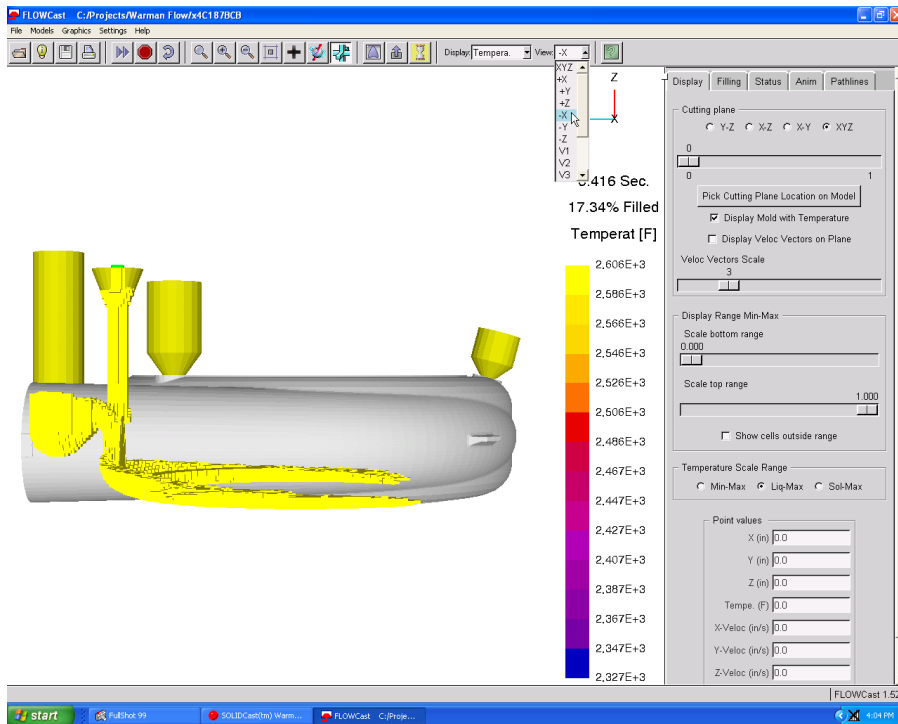 FLOWCast C:/Projects/Warman Flow/x4C187BCB
File Models Graphics Settings Help
Display: Tempera. View: -X
XYZ
+X
+Y
+Z
-X
-Y
-Z
V1
V2
V3
Z
X
.416 Sec.
17.34% Filled
Temperat [F]
2.606E+3
2.586E+3
2.566E+3
2.546E+3
2.526E+3
2.506E+3
2.486E+3
2.467E+3
2.447E+3
2.427E+3
2.407E+3
2.387E+3
2.367E+3
2.347E+3
2.327E+3
Display Filling Status Anim Pathlines
Cutting plane
Y-Z X-Z X-Y XYZ
0
0 1
Pick Cutting Plane Location on Model
Display Mold with Temperature
Display Veloc Vectors on Plane
Veloc Vectors Scale
3
Display Range Min-Max
Scale bottom range
0.000
Scale top range
1.000
Show cells outside range
Temperature Scale Range
Min-Max Liq-Max Sol-Max
Point values
X (in) 0.0
Y (in) 0.0
Z (in) 0.0
Tempe. (F) 0.0
X-Veloc (in/s) 0.0
Y-Veloc (in/s) 0.0
Z-Veloc (in/s) 0.0
FLOWCast 1.52
start FullShot 99 SOLIDCast(tm) Warm... FLOWCast C:/Proje... 4:04 PM